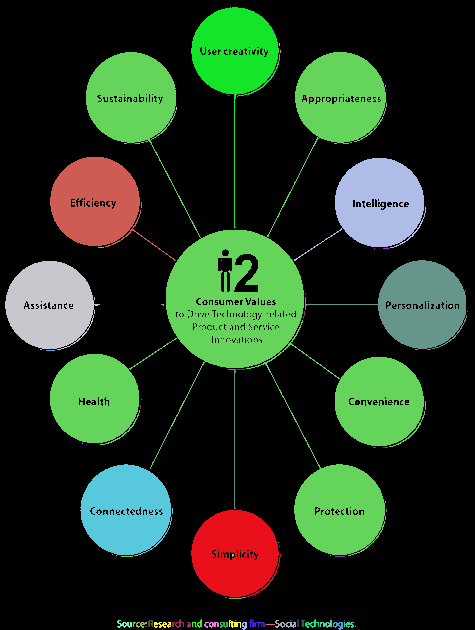 User creativity
Sustainability
Appropriateness
Efficiency
Intelligence
12
Consumer Values
to Drive Technology-related
Product and Service
Innovations
Assistance
Personalization
Health
Convenience
Connectedness
Protection
Simplicity
Source:Research and consulting firm—Social Technologies.